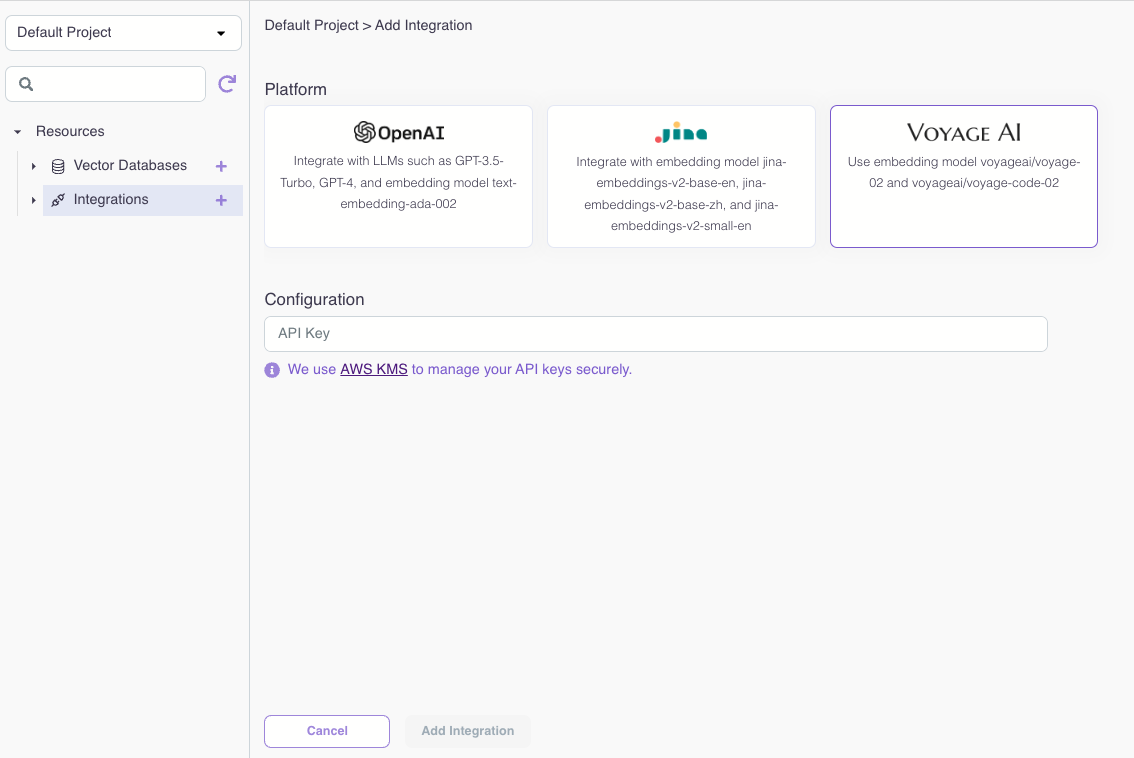 Default Project
Default Project > Add Integration
Resources
Vector Databases
Integrations
Platform
OpenAI
Integrate with LLMs such as GPT-3.5-
Turbo, GPT-4, and embedding model text-
embedding-ada-002
Jina
Integrate with embedding model jina-
embeddings-v2-base-en, jina-
embeddings-v2-base-zh, and jina-
embeddings-v2-small-en
VOYAGE AI
Use embedding model voyageai/voyage-
02 and voyageai/voyage-code-02
Configuration
API Key
We use AWS KMS to manage your API keys securely.
Cancel
Add Integration